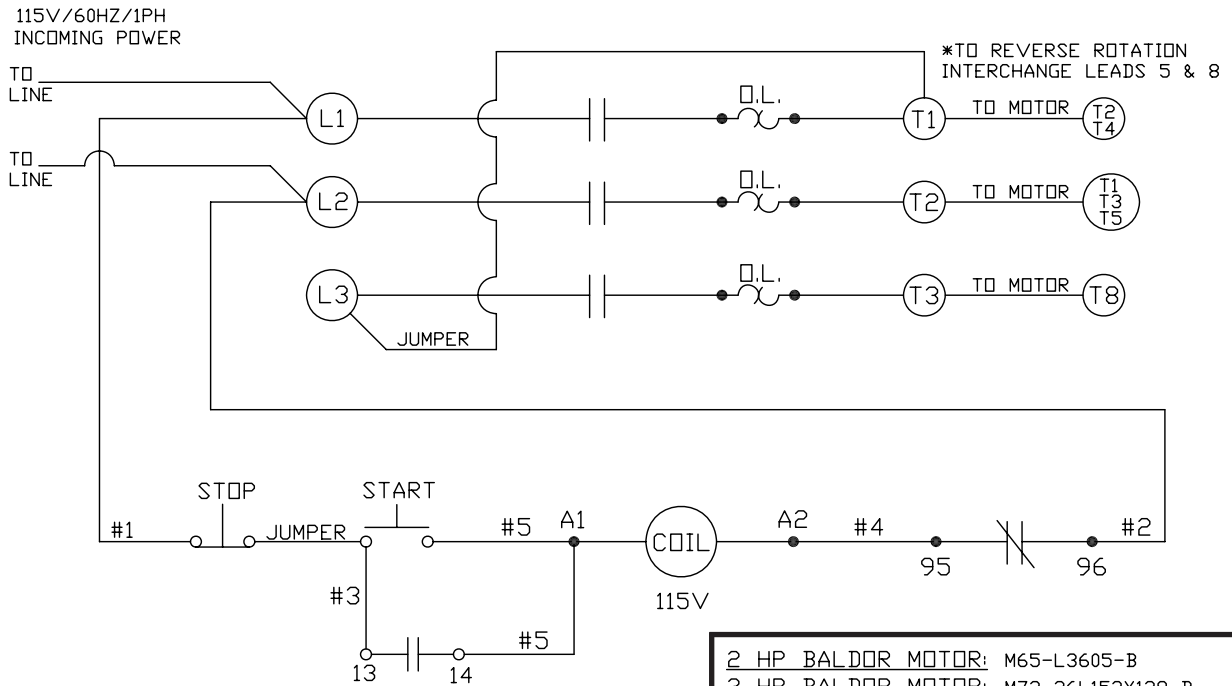 115V/60HZ/1PH
INCOMING POWER
*TO REVERSE ROTATION
INTERCHANGE LEADS 5 & 8
TO
LINE
L1
O.L.
T1
TO MOTOR
T2
T4
TO
LINE
L2
O.L.
T2
TO MOTOR
T1
T3
T5
L3
O.L.
T3
TO MOTOR
T8
JUMPER
STOP
START
#1
JUMPER
#5
A1
COIL
115V
A2
#4
95
96
#2
#3
13
14
#5
2 HP BALDOR MOTOR: M65-L3605-B